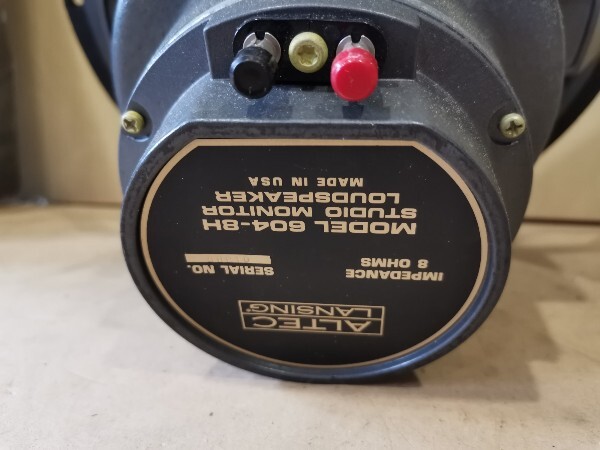 ALTEC
LANSING®
IMPEDANCE
8 OHMS
SERIAL NO.
MODEL 604-8H
STUDIO MONITOR
LOUDSPEAKER
MADE IN USA